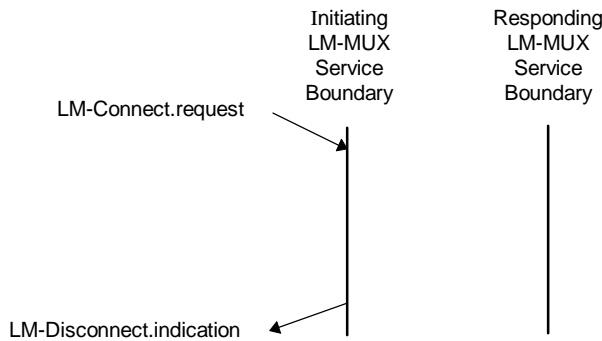 Initiating
LM-MUX
Service
Boundary
Responding
LM-MUX
Service
Boundary
LM-Connect.request
LM-Disconnect.indication